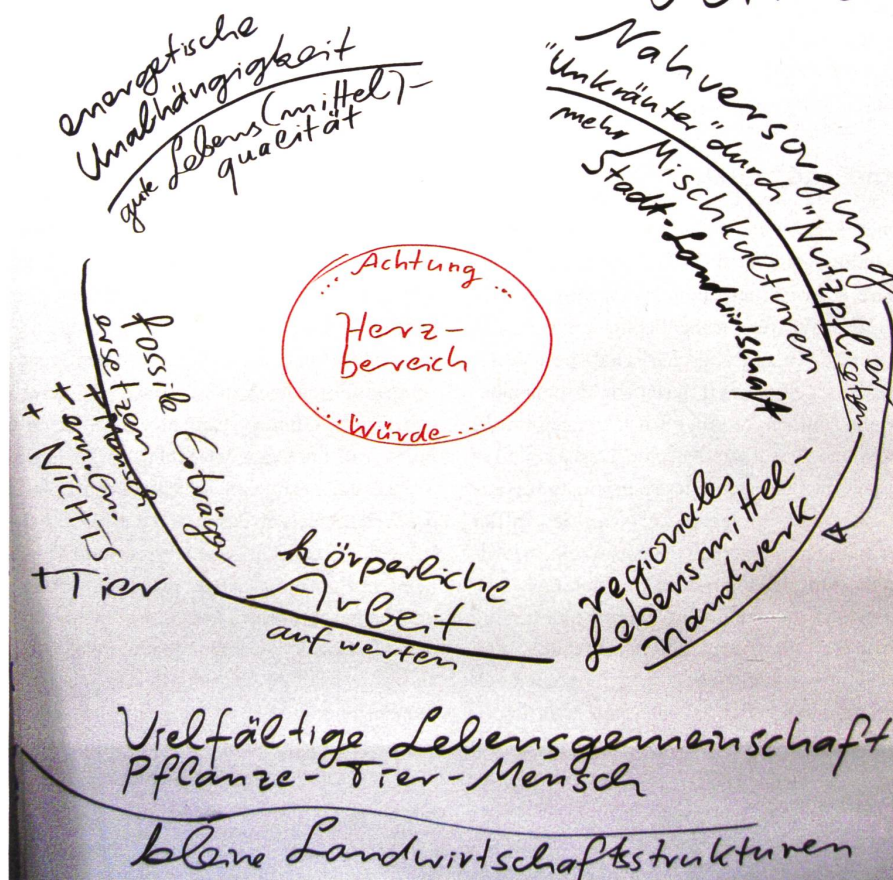 energetische
Unabhängigkeit
gute Lebens(mittel)-
qualität
Nahversorgung
"Unkräuter" durch "Nutzpfl." ersetzen
mehr Mischkulturen
Stadt-Landwirtschaft
... Achtung ...
Herz-
bereich
... Würde ...
fossile E-träger
ersetzen
+ NICHTS
+ Tier
körperliche
Arbeit
aufwerten
regionales
Lebensmittel-
handwerk
Vielfältige Lebensgemeinschaft
Pflanze-Tier-Mensch
kleine Landwirtschaftsstrukturen